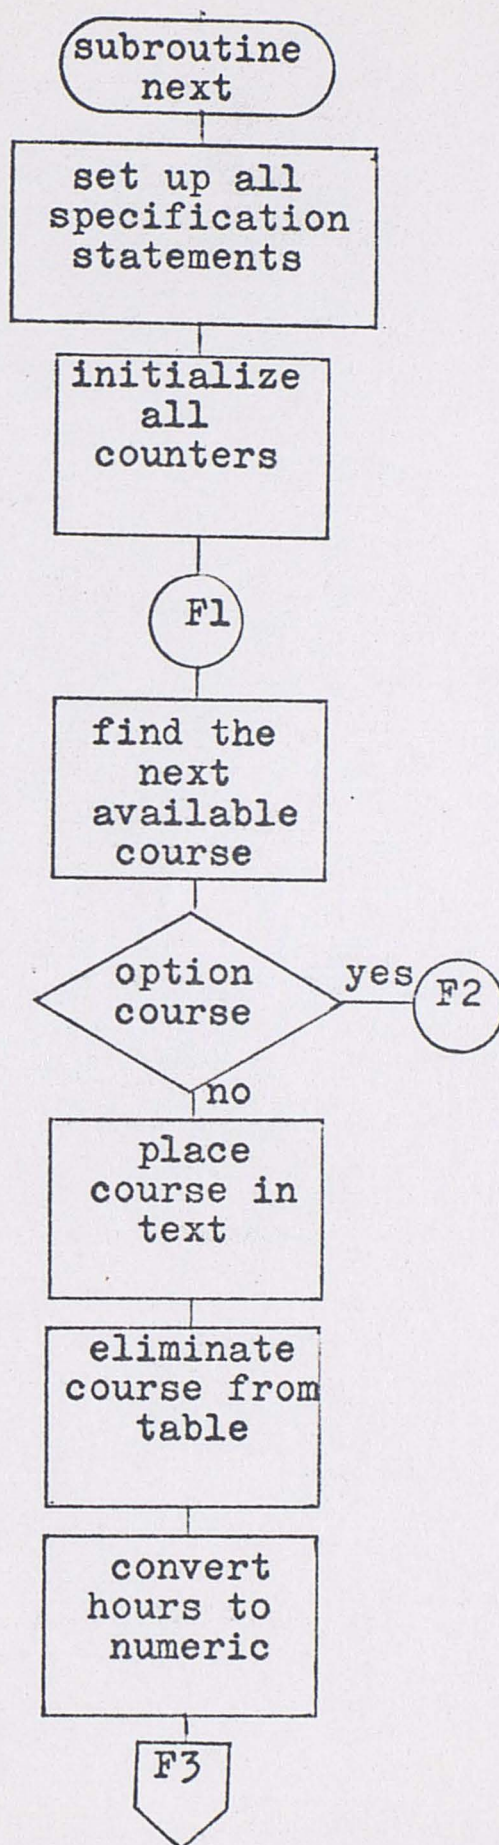 subroutine
next
set up all
specification
statements
initialize
all
counters
F1
find the
next
available
course
option
course
yes
F2
no
place
course in
text
eliminate
course from
table
convert
hours to
numeric
F3